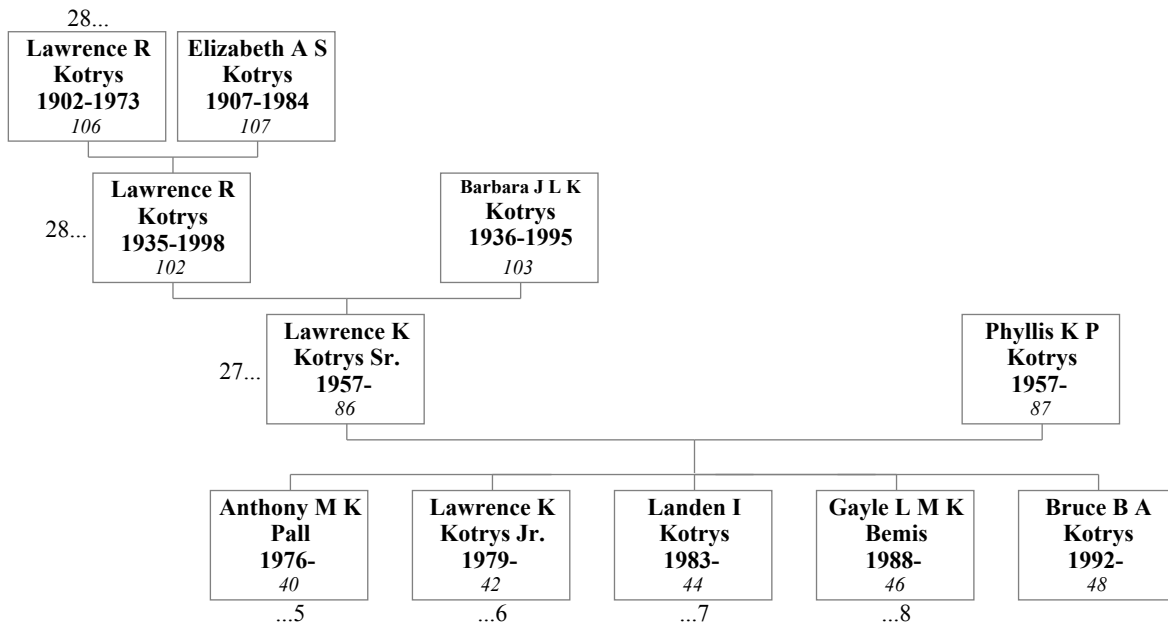 28...
Lawrence R
Kotrys
1902-1973
106
Elizabeth A S
Kotrys
1907-1984
107
28...
Lawrence R
Kotrys
1935-1998
102
Barbara J L K
Kotrys
1936-1995
103
27...
Lawrence K
Kotrys Sr.
1957-
86
Phyllis K P
Kotrys
1957-
87
Anthony M K
Pall
1976-
40
...5
Lawrence K
Kotrys Jr.
1979-
42
...6
Landen I
Kotrys
1983-
44
...7
Gayle L M K
Bemis
1988-
46
...8
Bruce B A
Kotrys
1992-
48